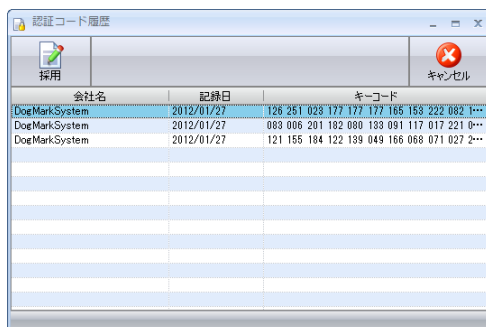 認証コード履歴
採用
キャンセル
会社名 記録日 キーコード
DogMarkSystem 2012/01/27 126 251 023 177 177 177 165 153 222 082 1…
DogMarkSystem 2012/01/27 083 006 201 182 080 133 091 117 017 221 0…
DogMarkSystem 2012/01/27 121 155 184 122 139 049 166 068 071 027 2…